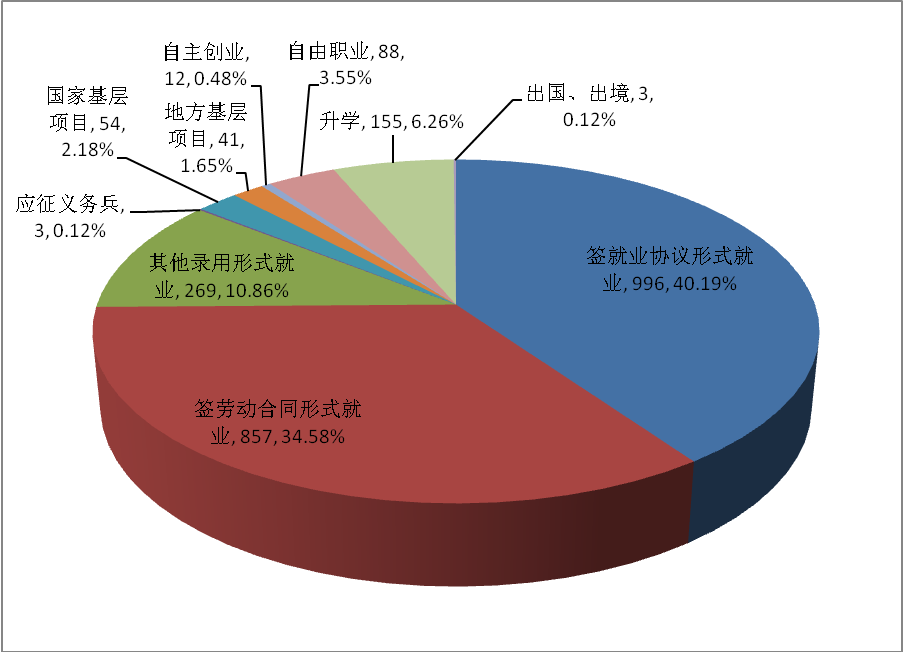 自主创业,
12, 0.48%
自由职业, 88,
3.55%
出国、出境, 3,
0.12%
国家基层
项目, 54,
2.18%
地方基层
项目, 41,
1.65%
升学, 155, 6.26%
应征义务兵,
3, 0.12%
其他录用形式就
业, 269, 10.86%
签就业协议形式就
业, 996, 40.19%
签劳动合同形式就
业, 857, 34.58%